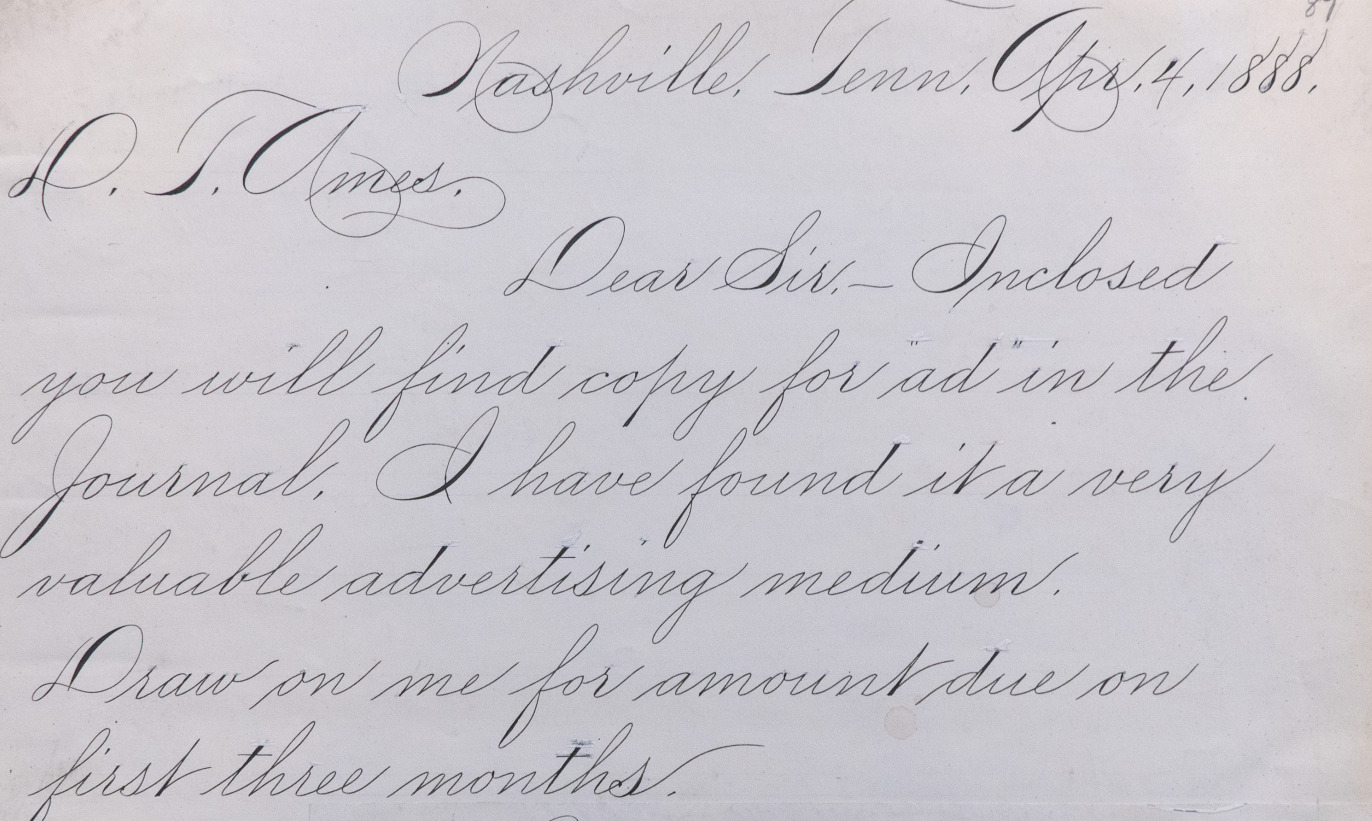 Nashville, Tenn. Apr. 4, 1888.
D. T. Ames.
Dear Sir,— Inclosed
you will find copy for "ad" in the
Journal. I have found it a very
valuable advertising medium.
Draw on me for amount due on
first three months.